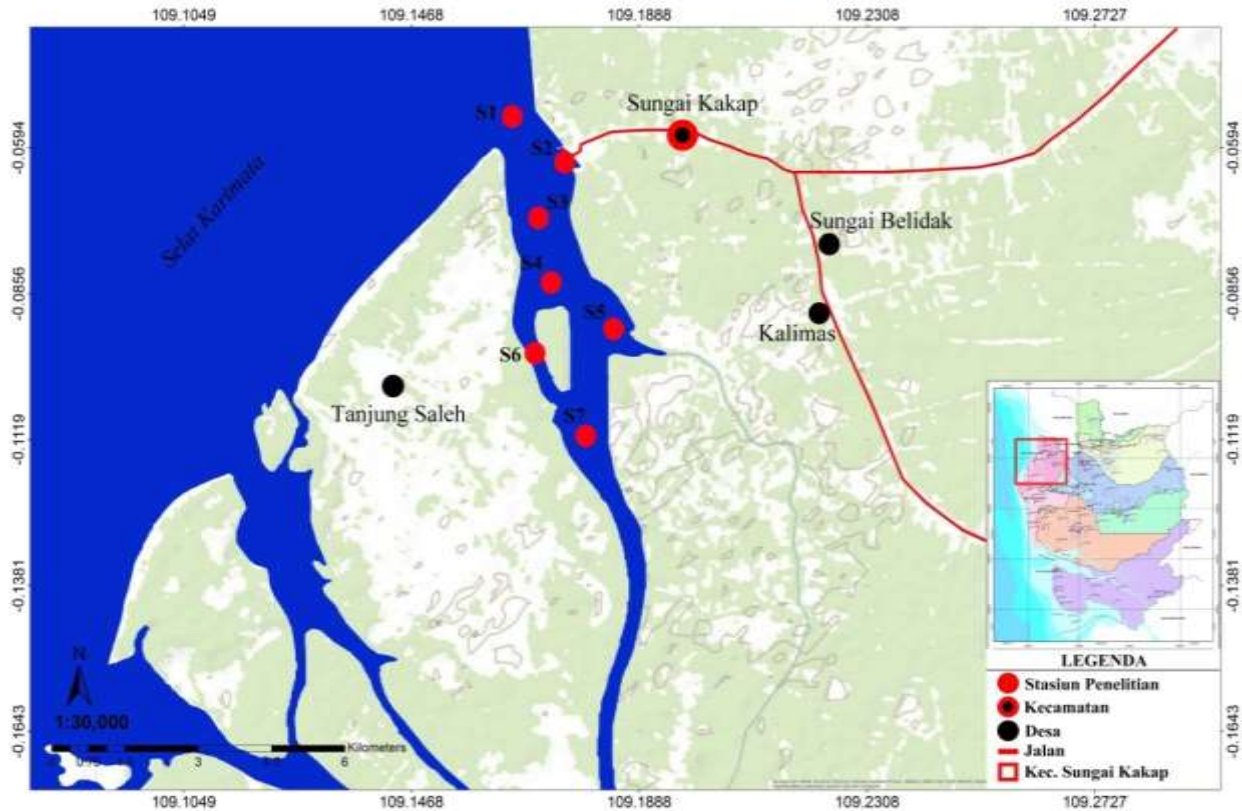 109.1049 109.1468 109.1888 109.2308 109.2727
Sungai Kakap
S1
-0.0594 -0.0594
S2
Selat Karimata
S3
Sungai Belidak
S4
-0.0856 -0.0856
S5
Kalimas
S6
Tanjung Saleh
S7
-0.1119 -0.1119
-0.1381 -0.1381
N
LEGENDA
Stasiun Penelitian
1:30,000
Kecamatan
-0.1643 -0.1643
Desa
Jalan
3 6 Kilometers
Kec. Sungai Kakap
109.1049 109.1468 109.1888 109.2308 109.2727